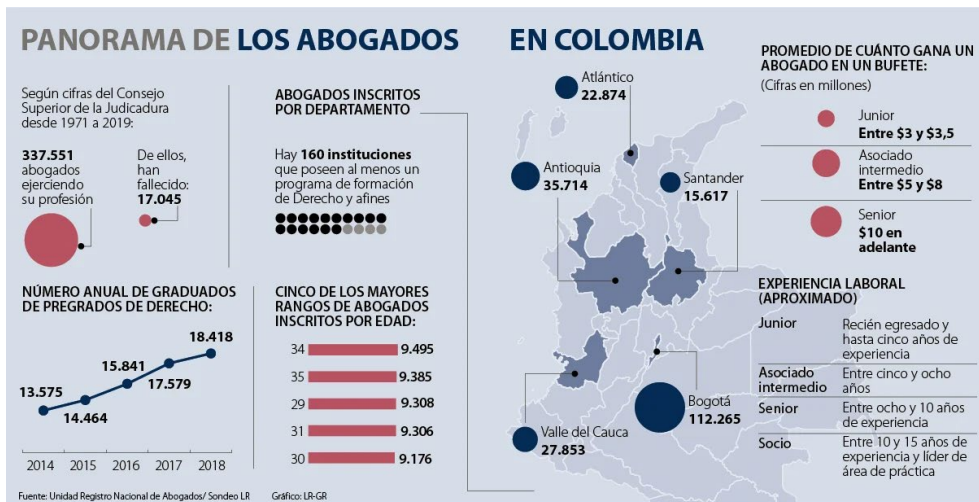 PANORAMA DE LOS ABOGADOS EN COLOMBIA
Según cifras del Consejo
Superior de la Judicadura
desde 1971 a 2019:
337.551
abogados
ejerciendo
su profesión
De ellos,
han
fallecido:
17.045
ABOGADOS INSCRITOS
POR DEPARTAMENTO
Hay 160 instituciones
que poseen al menos un
programa de formación
de Derecho y afines
NÚMERO ANUAL DE GRADUADOS
DE PREGRADOS DE DERECHO:
13.575
14.464
15.841
17.579
18.418
2014 2015 2016 2017 2018
CINCO DE LOS MAYORES
RANGOS DE ABOGADOS
INSCRITOS POR EDAD:
34 9.495
35 9.385
29 9.308
31 9.306
30 9.176
Atlántico
22.874
Antioquia
35.714
Santander
15.617
Bogotá
112.265
Valle del Cauca
27.853
PROMEDIO DE CUÁNTO GANA UN
ABOGADO EN UN BUFETE:
(Cifras en millones)
Junior
Entre $3 y $3,5
Asociado
intermedio
Entre $5 y $8
Senior
$10 en
adelante
EXPERIENCIA LABORAL
(APROXIMADO)
Junior
Recién egresado y
hasta cinco años de
experiencia
Asociado
intermedio
Entre cinco y ocho
años
Senior
Entre ocho y 10 años
de experiencia
Socio
Entre 10 y 15 años de
experiencia y líder de
área de práctica
Fuente: Unidad Registro Nacional de Abogados/ Sondeo LR Gráfico: LR-GR